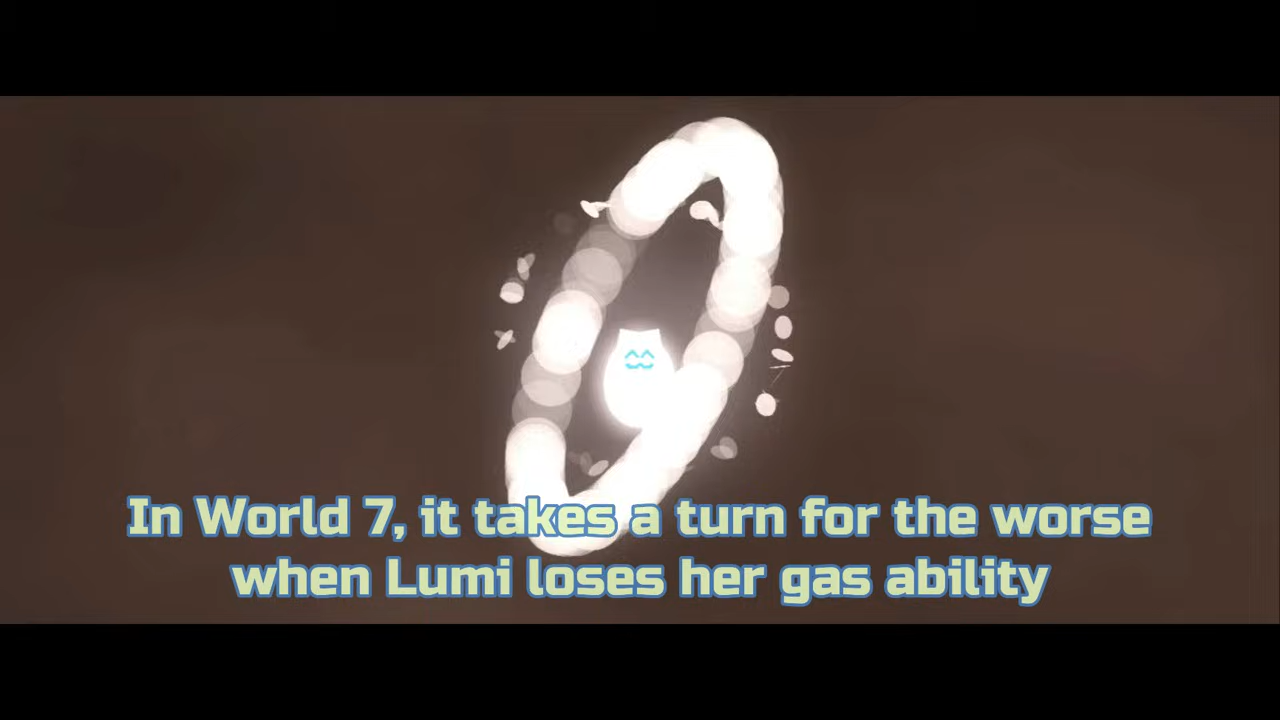 In World 7, it takes a turn for the worse
when Lumi loses her gas ability